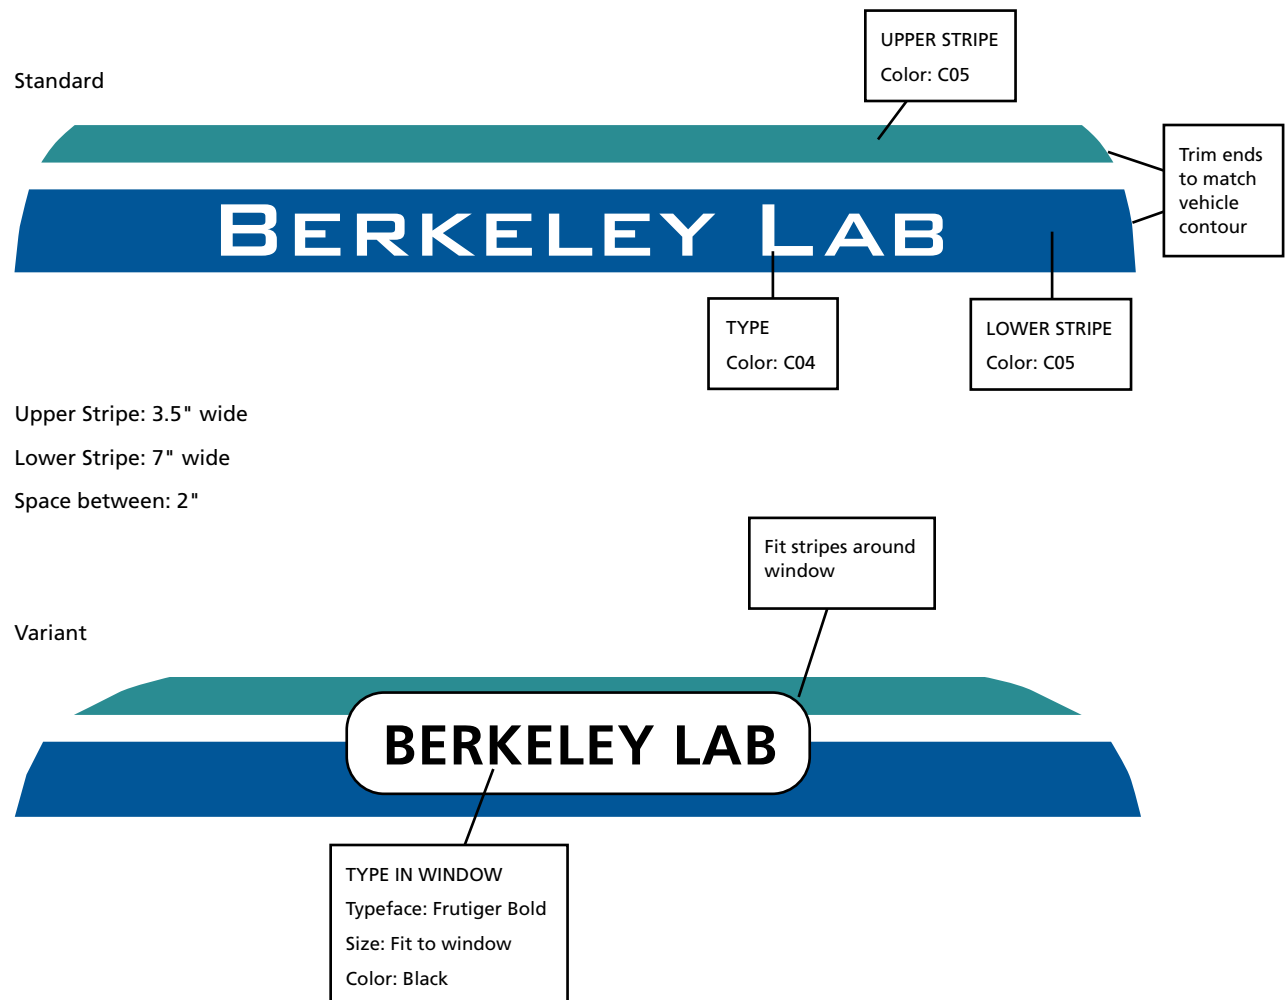 UPPER STRIPE
Color: C05
Standard
Trim ends
to match
vehicle
contour
BERKELEY LAB
TYPE
Color: C04
LOWER STRIPE
Color: C05
Upper Stripe: 3.5" wide
Lower Stripe: 7" wide
Space between: 2"
Fit stripes around
window
Variant
BERKELEY LAB
TYPE IN WINDOW
Typeface: Frutiger Bold
Size: Fit to window
Color: Black